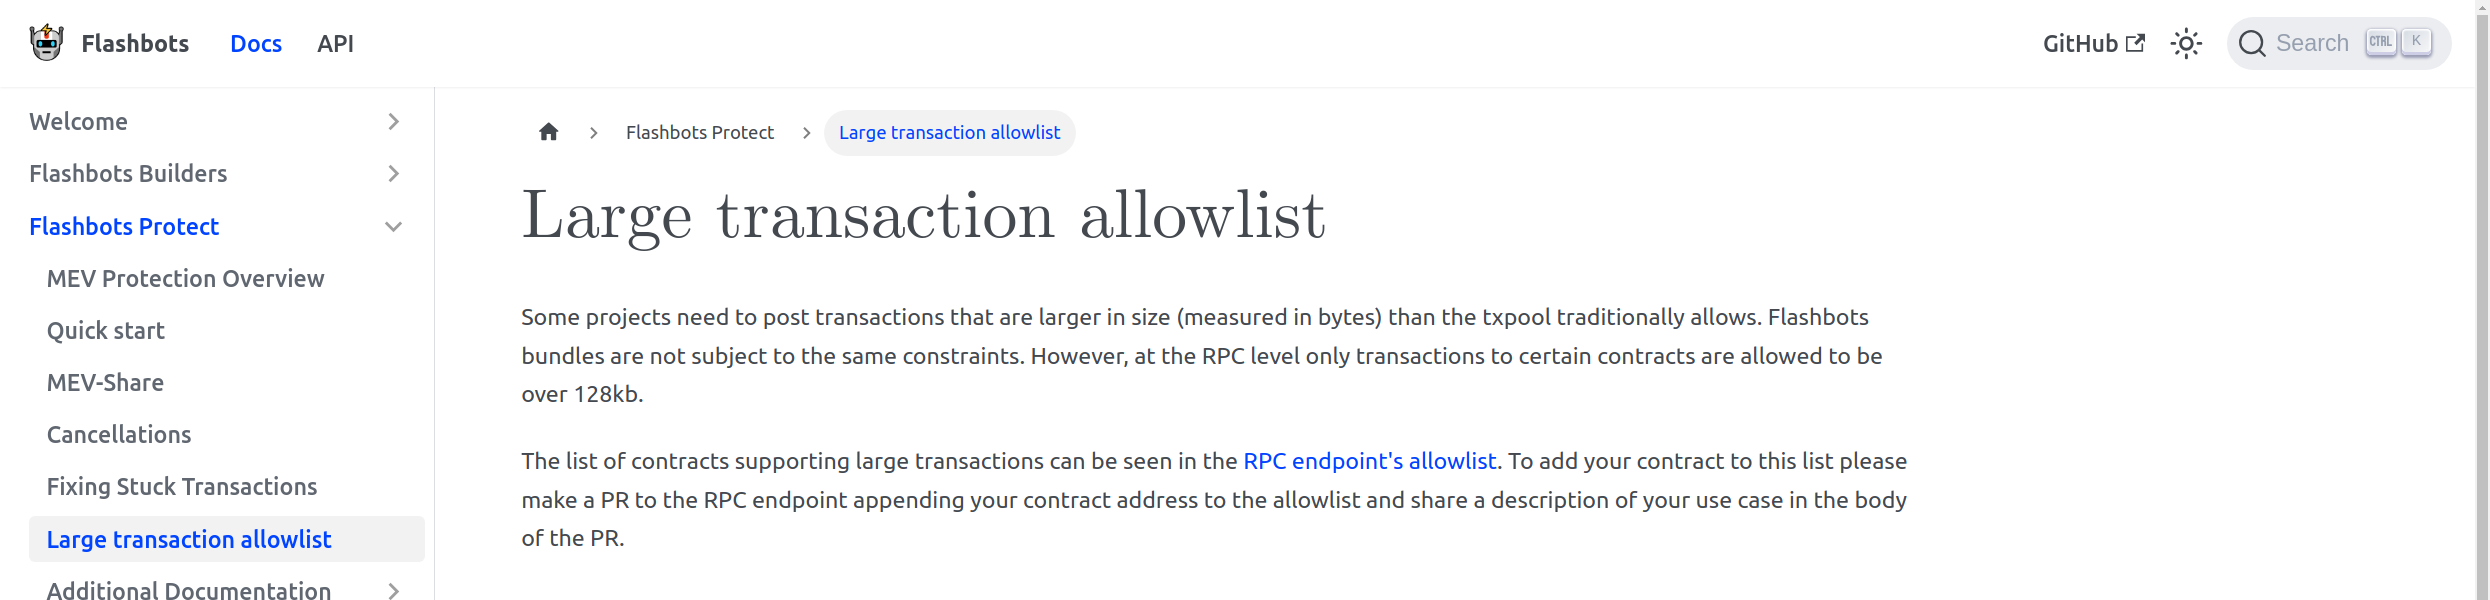 Flashbots Docs API GitHub Search CTRL K
Welcome
Flashbots Builders
Flashbots Protect
MEV Protection Overview
Quick start
MEV-Share
Cancellations
Fixing Stuck Transactions
Large transaction allowlist
Additional Documentation
Flashbots Protect Large transaction allowlist
Large transaction allowlist
Some projects need to post transactions that are larger in size (measured in bytes) than the txpool traditionally allows. Flashbots
bundles are not subject to the same constraints. However, at the RPC level only transactions to certain contracts are allowed to be
over 128kb.
The list of contracts supporting large transactions can be seen in the RPC endpoint's allowlist. To add your contract to this list please
make a PR to the RPC endpoint appending your contract address to the allowlist and share a description of your use case in the body
of the PR.